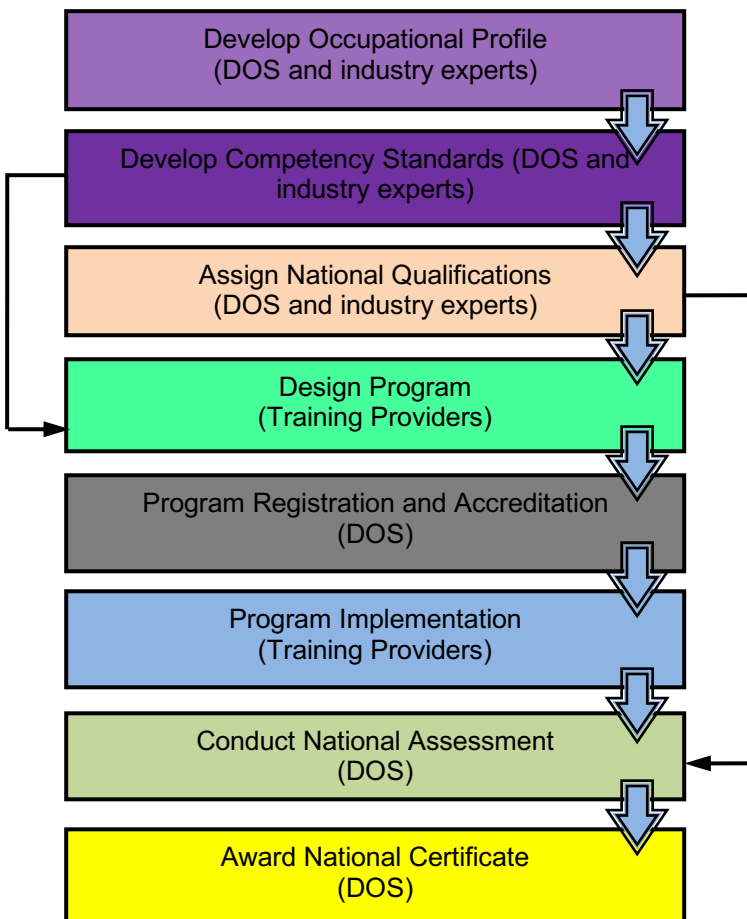 Develop Occupational Profile
(DOS and industry experts)
Develop Competency Standards (DOS and
industry experts)
Assign National Qualifications
(DOS and industry experts)
Design Program
(Training Providers)
Program Registration and Accreditation
(DOS)
Program Implementation
(Training Providers)
Conduct National Assessment
(DOS)
Award National Certificate
(DOS)